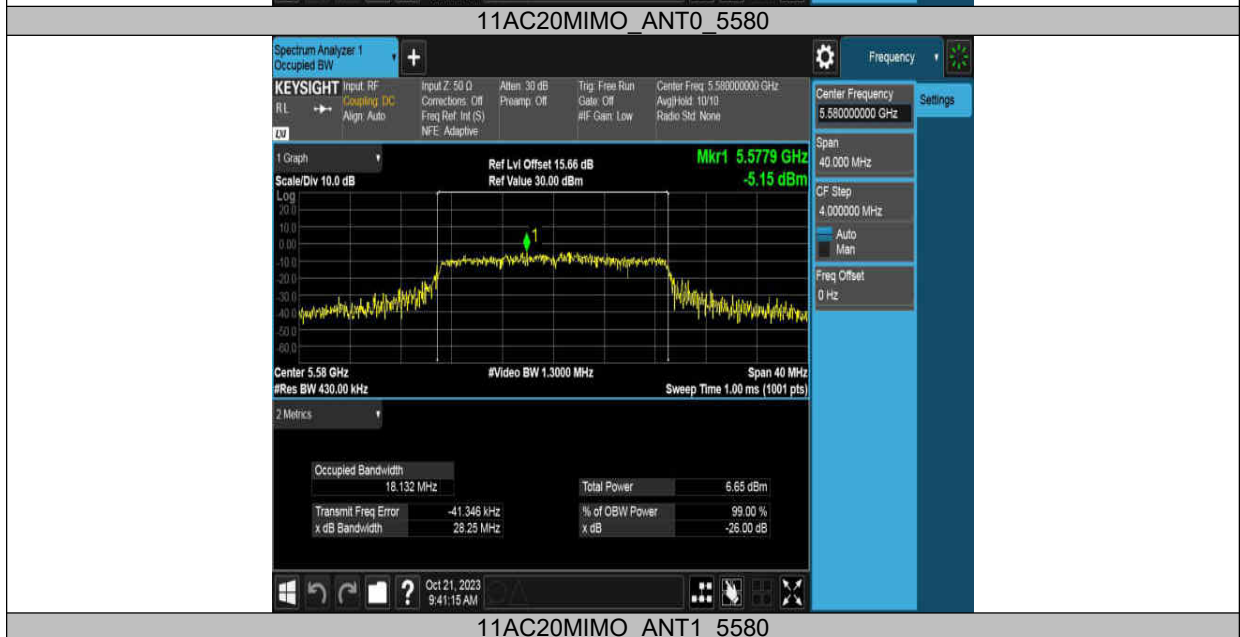 11AC20MIMO_ANT0_5580
Spectrum Analyzer 1
Occupied BW
+
Frequency
KEYSIGHT
RL
Input: RF
Coupling: DC
Align: Auto
Input Z: 50 Ω
Corrections: Off
Freq Ref: Int (S)
NFE: Adaptive
Atten: 30 dB
Preamp: Off
Trig: Free Run
Gate: Off
#IF Gain: Low
Center Freq: 5.580000000 GHz
Avg|Hold: 10/10
Radio Std: None
Center Frequency
5.580000000 GHz
Settings
Span
40.000 MHz
CF Step
4.000000 MHz
Auto
Man
Freq Offset
0 Hz
1 Graph
Scale/Div 10.0 dB
Ref Lvl Offset 15.66 dB
Ref Value 30.00 dBm
Mkr1 5.5779 GHz
-5.15 dBm
Log
20.0
10.0
0.00
-10.0
-20.0
-30.0
-40.0
-50.0
-60.0
1
Center 5.58 GHz
#Res BW 430.00 kHz
#Video BW 1.3000 MHz
Span 40 MHz
Sweep Time 1.00 ms (1001 pts)
2 Metrics
Occupied Bandwidth
18.132 MHz
Total Power 6.65 dBm
Transmit Freq Error -41.346 kHz
% of OBW Power 99.00 %
x dB Bandwidth 28.25 MHz
x dB -26.00 dB
?
Oct 21, 2023
9:41:15 AM
11AC20MIMO_ANT1_5580